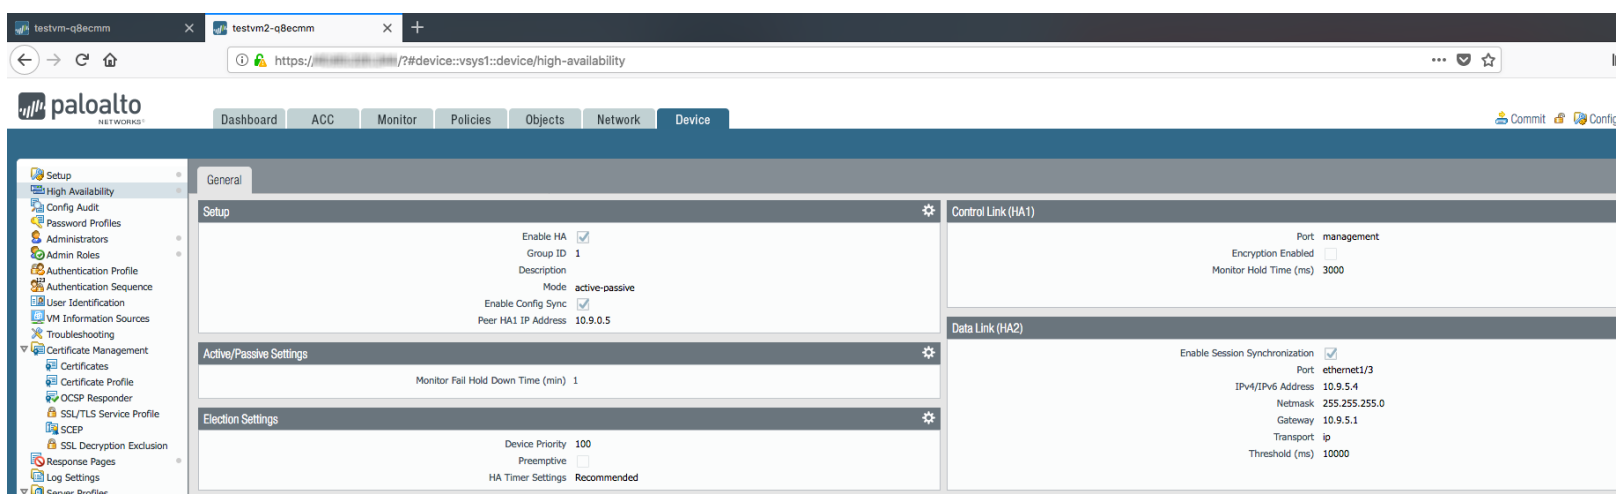 testvm-q8ecmm
testvm2-q8ecmm
https:// /?#device::vsys1::device/high-availability
paloalto
NETWORKS
Dashboard ACC Monitor Policies Objects Network Device
Commit Config
Setup
High Availability
Config Audit
Password Profiles
Administrators
Admin Roles
Authentication Profile
Authentication Sequence
User Identification
VM Information Sources
Troubleshooting
Certificate Management
Certificates
Certificate Profile
OCSP Responder
SSL/TLS Service Profile
SCEP
SSL Decryption Exclusion
Response Pages
Log Settings
Server Profiles
General
Setup
Enable HA
Group ID 1
Description
Mode active-passive
Enable Config Sync
Peer HA1 IP Address 10.9.0.5
Active/Passive Settings
Monitor Fail Hold Down Time (min) 1
Election Settings
Device Priority 100
Preemptive
HA Timer Settings Recommended
Control Link (HA1)
Port management
Encryption Enabled
Monitor Hold Time (ms) 3000
Data Link (HA2)
Enable Session Synchronization
Port ethernet1/3
IPv4/IPv6 Address 10.9.5.4
Netmask 255.255.255.0
Gateway 10.9.5.1
Transport ip
Threshold (ms) 10000